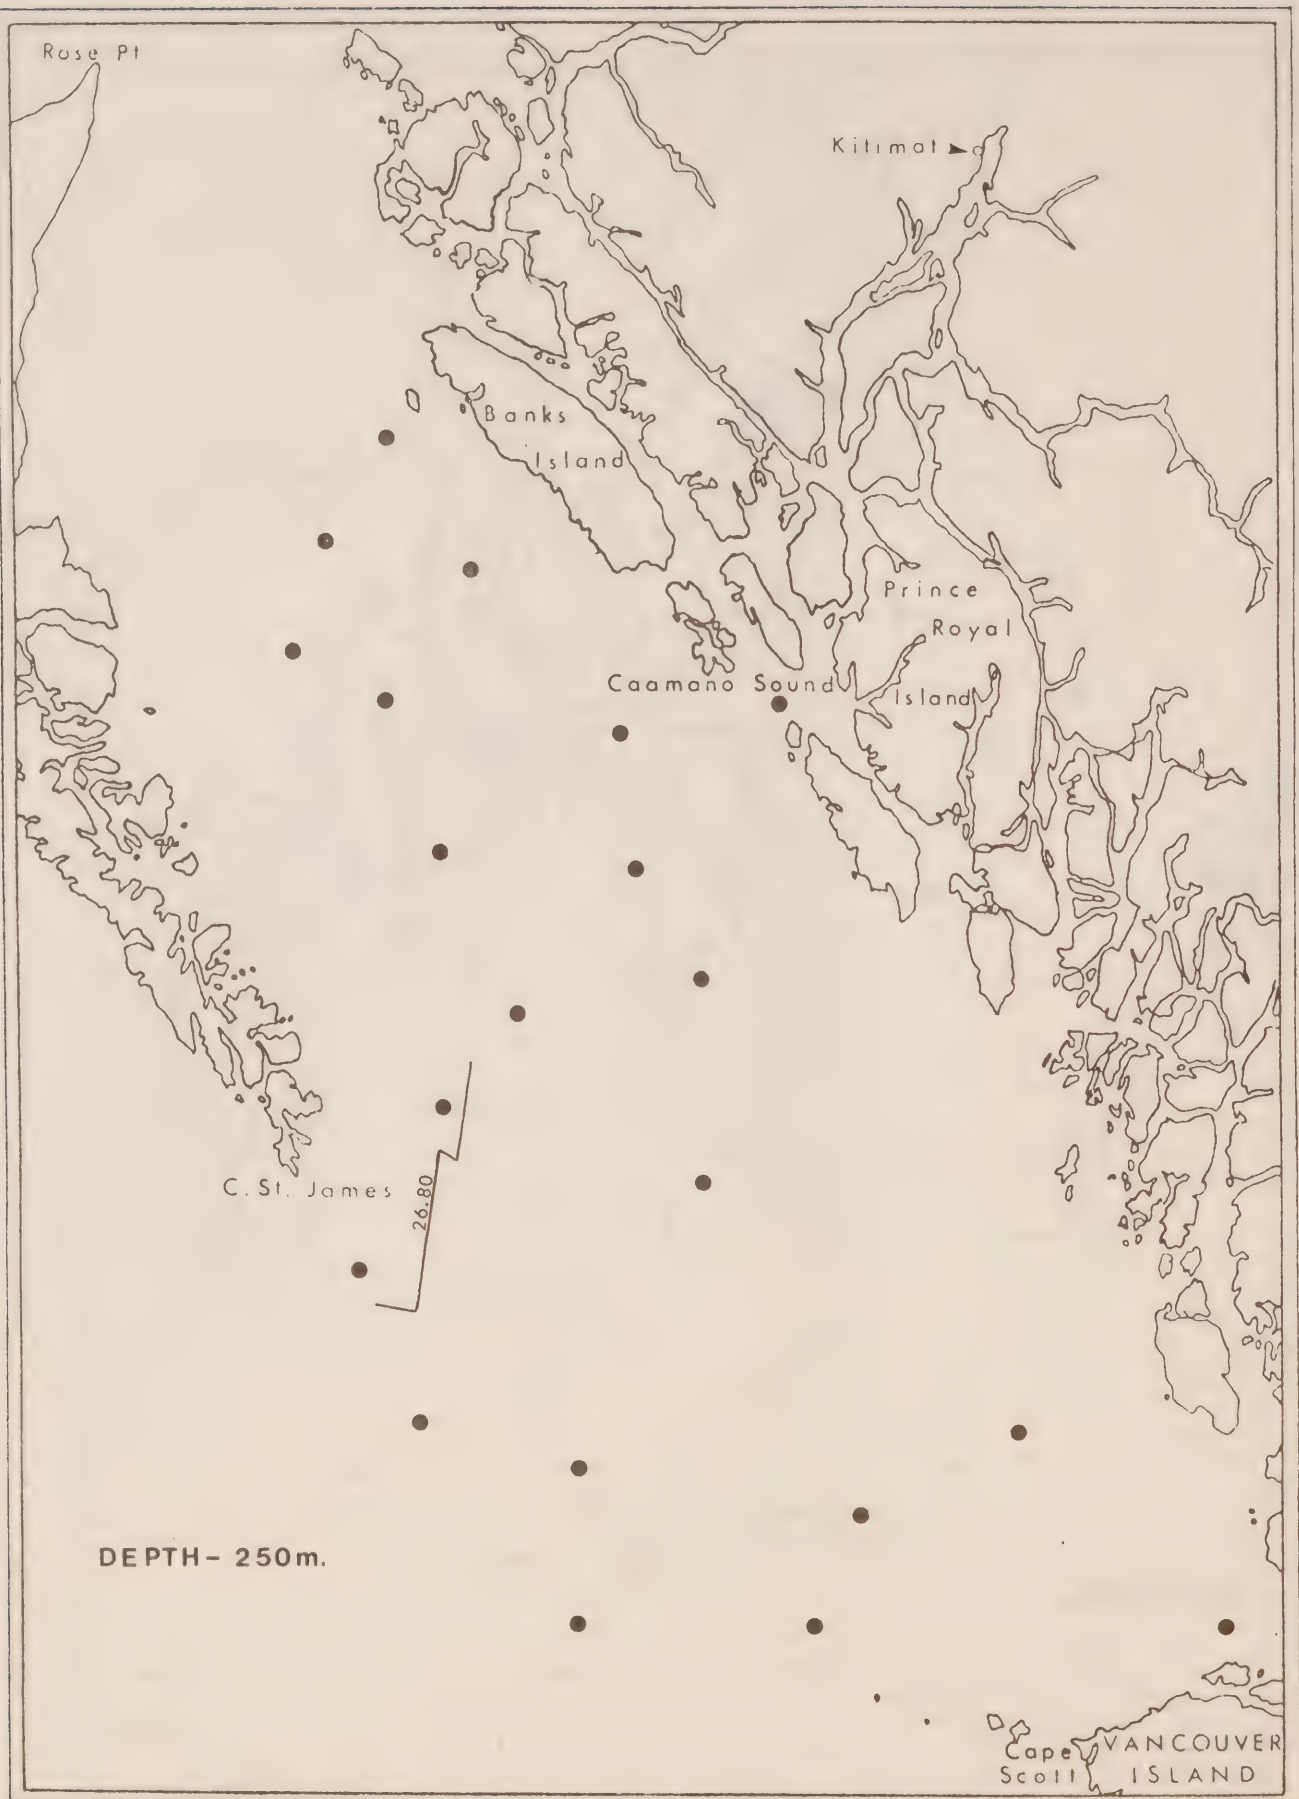 Rose Pt
Kitimat
Banks
Island
Prince
Royal
Island
Caamano Sound
C. St. James
26.80
DEPTH- 250m.
Cape
Scott
VANCOUVER
ISLAND